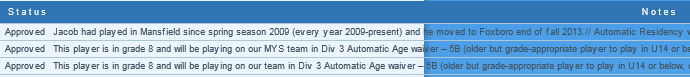 Status Notes
Approved Jacob had played in Mansfield since spring season 2009 (every year 2009-present) and he moved to Foxboro end of fall 2013.// Automatic Residency
Approved This player is in grade 8 and will be playing on our MYS team in Div 3 Automatic Age waiver – 5B (older but grade-appropriate player to play in U14 or
Approved This player is in grade 8 and will be playing on our team in Div 3 Automatic Age waiver – 5B (older but grade-appropriate player to play in U14 or below,